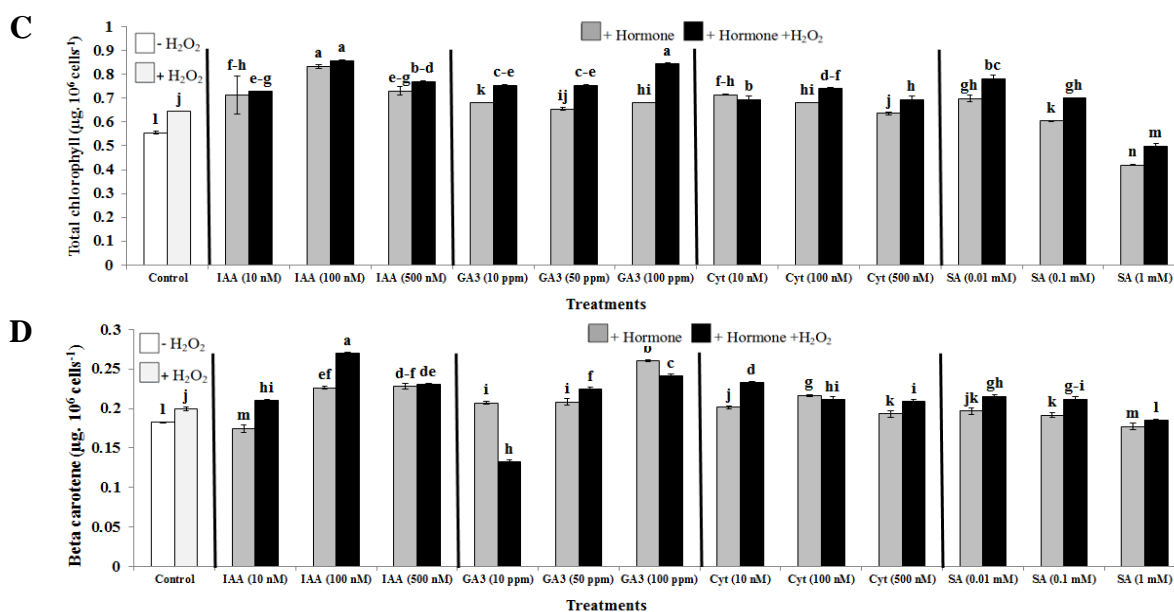 C
Total chlorophyll (µg. 10⁶ cells⁻¹)
1
0.9
0.8
0.7
0.6
0.5
0.4
0.3
0.2
0.1
0
- H₂O₂
+ H₂O₂
+ Hormone
+ Hormone +H₂O₂
l j f-h e-g a a e-g b-d k c-e ij c-e hi a f-h b hi d-f j h gh bc k gh n m
Control IAA (10 nM) IAA (100 nM) IAA (500 nM) GA3 (10 ppm) GA3 (50 ppm) GA3 (100 ppm) Cyt (10 nM) Cyt (100 nM) Cyt (500 nM) SA (0.01 mM) SA (0.1 mM) SA (1 mM)
Treatments
D
Beta carotene (µg. 10⁶ cells⁻¹)
0.3
0.25
0.2
0.15
0.1
0.05
0
- H₂O₂
+ H₂O₂
+ Hormone
+ Hormone +H₂O₂
l j m hi ef a d-f de i h i f b c j d g hi k i jk gh k g-i m l
Control IAA (10 nM) IAA (100 nM) IAA (500 nM) GA3 (10 ppm) GA3 (50 ppm) GA3 (100 ppm) Cyt (10 nM) Cyt (100 nM) Cyt (500 nM) SA (0.01 mM) SA (0.1 mM) SA (1 mM)
Treatments